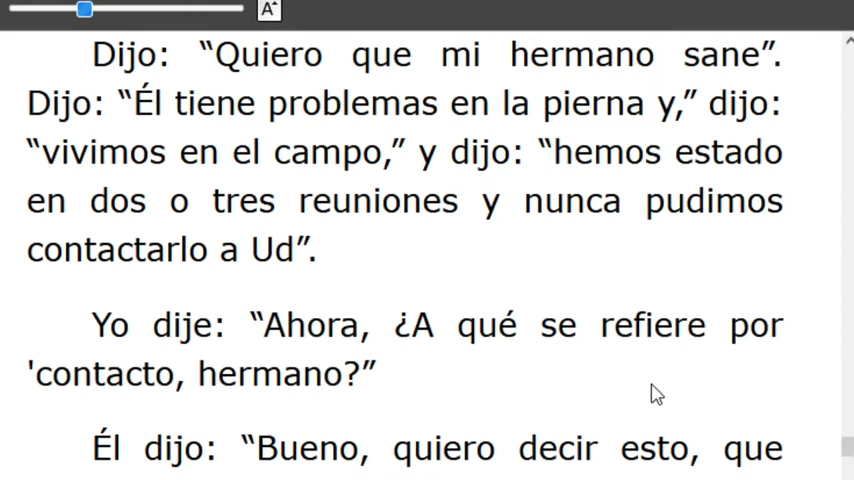 A
Dijo: “Quiero que mi hermano sane”.
Dijo: “Él tiene problemas en la pierna y,” dijo:
“vivimos en el campo,” y dijo: “hemos estado
en dos o tres reuniones y nunca pudimos
contactarlo a Ud”.
Yo dije: “Ahora, ¿A qué se refiere por
'contacto, hermano?”
Él dijo: “Bueno, quiero decir esto, que